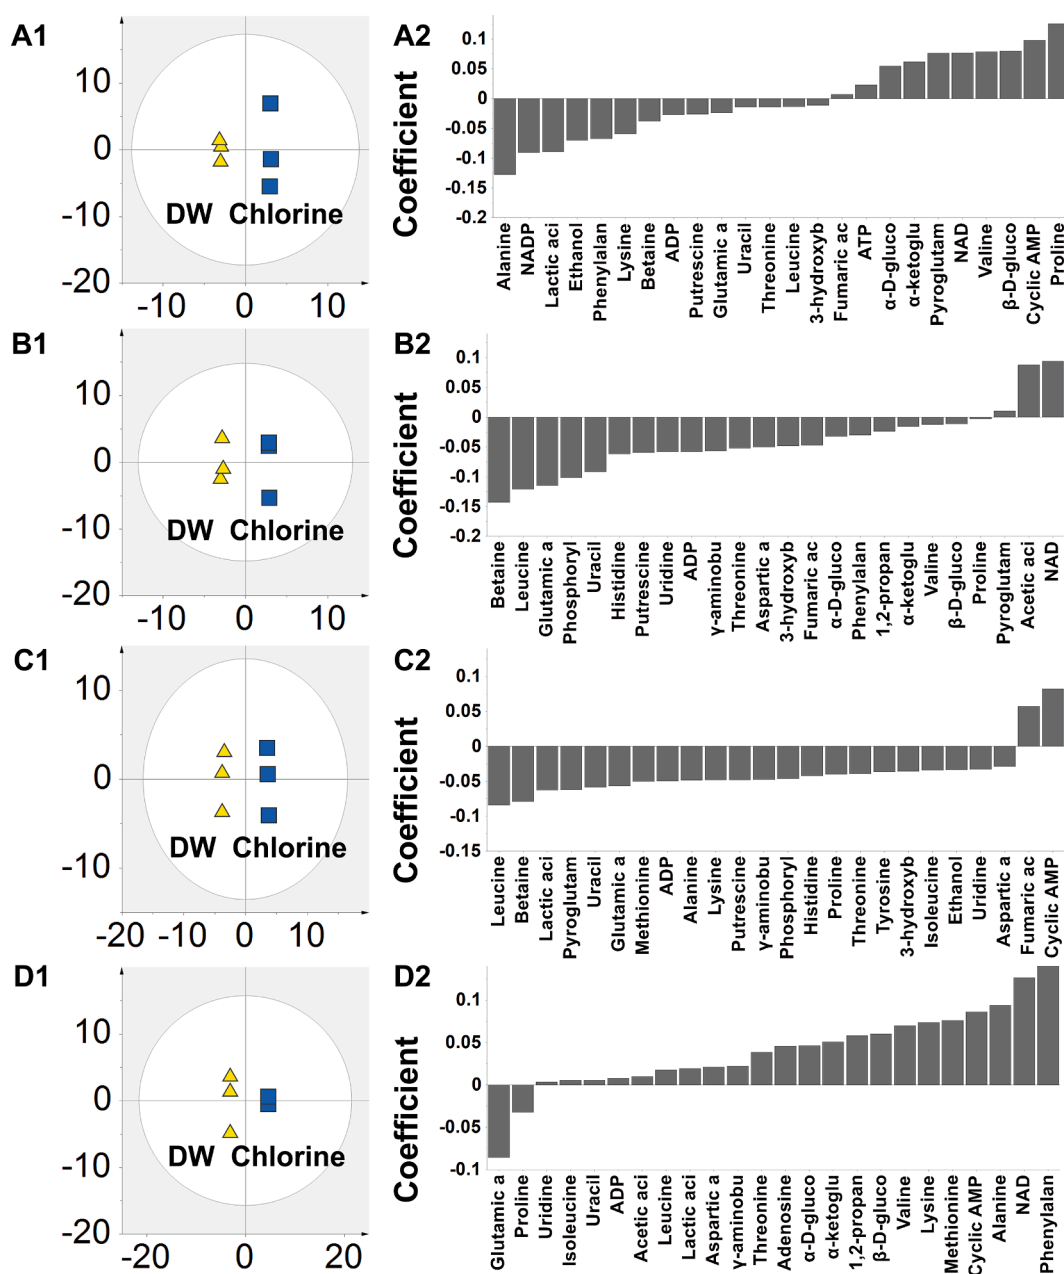 A1
10
0
-10
-20
DW Chlorine
-10 0 10
A2
Coefficient
0.1
0.05
0
-0.05
-0.1
-0.15
-0.2
Alanine
NADP
Lactic aci
Ethanol
Phenylalan
Lysine
Betaine
ADP
Putrescine
Glutamic a
Uracil
Threonine
Leucine
3-hydroxyb
Fumaric ac
ATP
α-D-gluco
α-ketoglu
Pyroglutam
NAD
Valine
β-D-gluco
Cyclic AMP
Proline
B1
10
0
-10
-20
DW Chlorine
-10 0 10
B2
Coefficient
0.1
0.05
0
-0.05
-0.1
-0.15
-0.2
Betaine
Leucine
Glutamic a
Phosphoryl
Uracil
Histidine
Putrescine
Uridine
ADP
γ-aminobu
Threonine
Aspartic a
3-hydroxyb
Fumaric ac
α-D-gluco
Phenylalan
1,2-propan
α-ketoglu
Valine
β-D-gluco
Proline
Pyroglutam
Acetic aci
NAD
C1
10
0
-10
DW Chlorine
-20 -10 0 10
C2
Coefficient
0.1
0.05
0
-0.05
-0.1
-0.15
Leucine
Betaine
Lactic aci
Pyroglutam
Uracil
Glutamic a
Methionine
ADP
Alanine
Lysine
Putrescine
γ-aminobu
Phosphoryl
Histidine
Proline
Threonine
Tyrosine
3-hydroxyb
Isoleucine
Ethanol
Uridine
Aspartic a
Fumaric ac
Cyclic AMP
D1
10
0
-10
-20
DW Chlorine
-20 0 20
D2
Coefficient
0.1
0.05
0
-0.05
-0.1
Glutamic a
Proline
Uridine
Isoleucine
Uracil
ADP
Acetic aci
Leucine
Lactic aci
Aspartic a
γ-aminobu
Threonine
Adenosine
α-D-Gluco
α-ketoglu
1,2-propan
β-D-gluco
Valine
Lysine
Methionine
Cyclic AMP
Alanine
NAD
Phenylalan